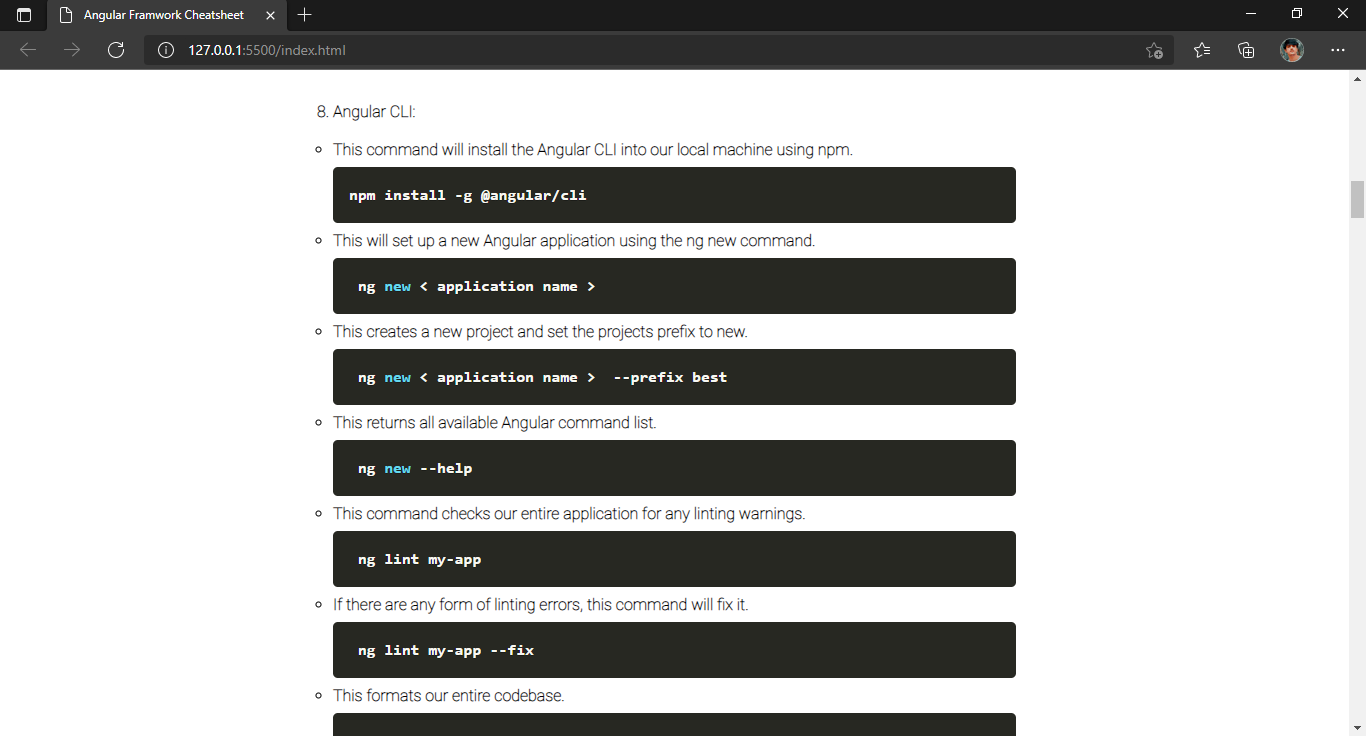 Angular Framwork Cheatsheet
127.0.0.1:5500/index.html
8. Angular CLI:
This command will install the Angular CLI into our local machine using npm.
npm install -g @angular/cli
This will set up a new Angular application using the ng new command.
ng new < application name >
This creates a new project and set the projects prefix to new.
ng new < application name >  --prefix best
This returns all available Angular command list.
ng new --help
This command checks our entire application for any linting warnings.
ng lint my-app
If there are any form of linting errors, this command will fix it.
ng lint my-app --fix
This formats our entire codebase.